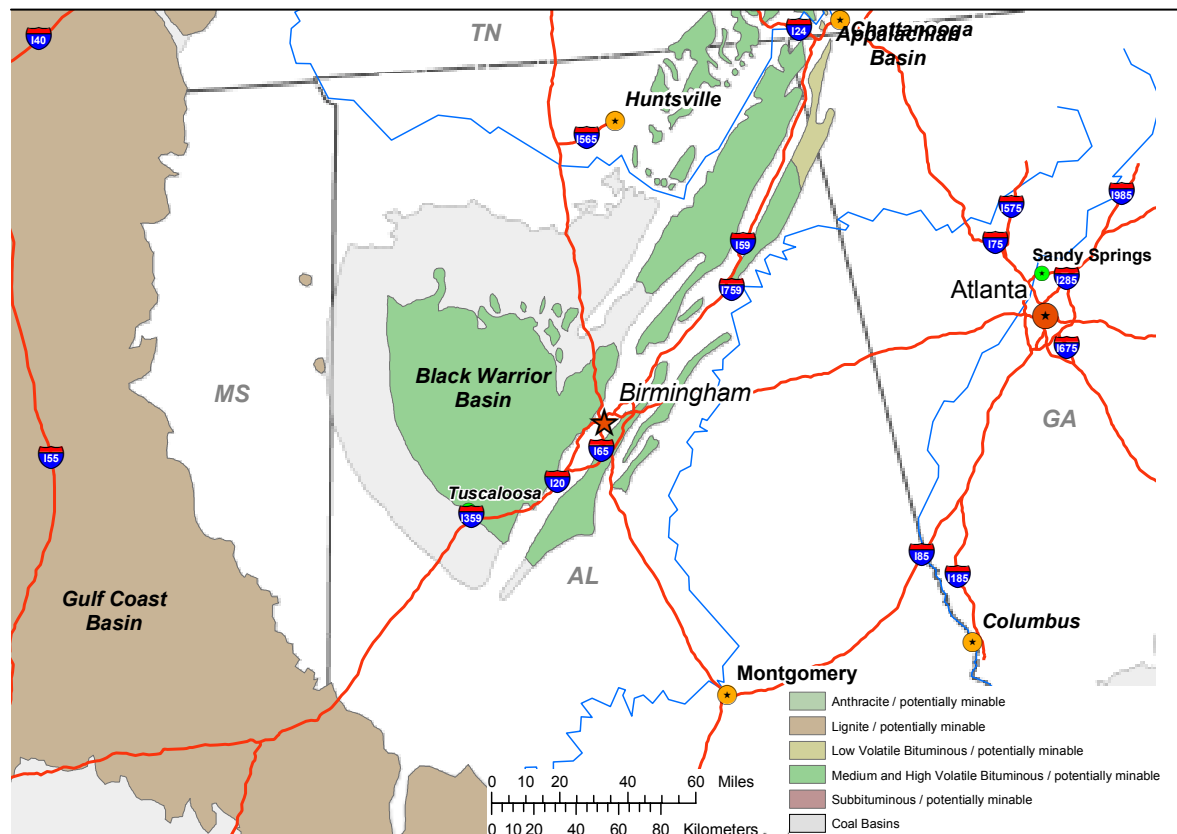 I40
TN
I24
Chattanooga
Appalachian
Basin
Huntsville
I565
I985
I575
I75
I59
Sandy Springs
I285
I759
Atlanta
I675
Black Warrior
Basin
Birmingham
MS
GA
I55
I65
I20
Tuscaloosa
I359
I85
AL
I185
Gulf Coast
Basin
Columbus
Montgomery
Anthracite / potentially minable
Lignite / potentially minable
Low Volatile Bituminous / potentially minable
Medium and High Volatile Bituminous / potentially minable
Subbituminous / potentially minable
Coal Basins
0 20 40 60 Miles
0 10 20 40 60 80 Kilometers